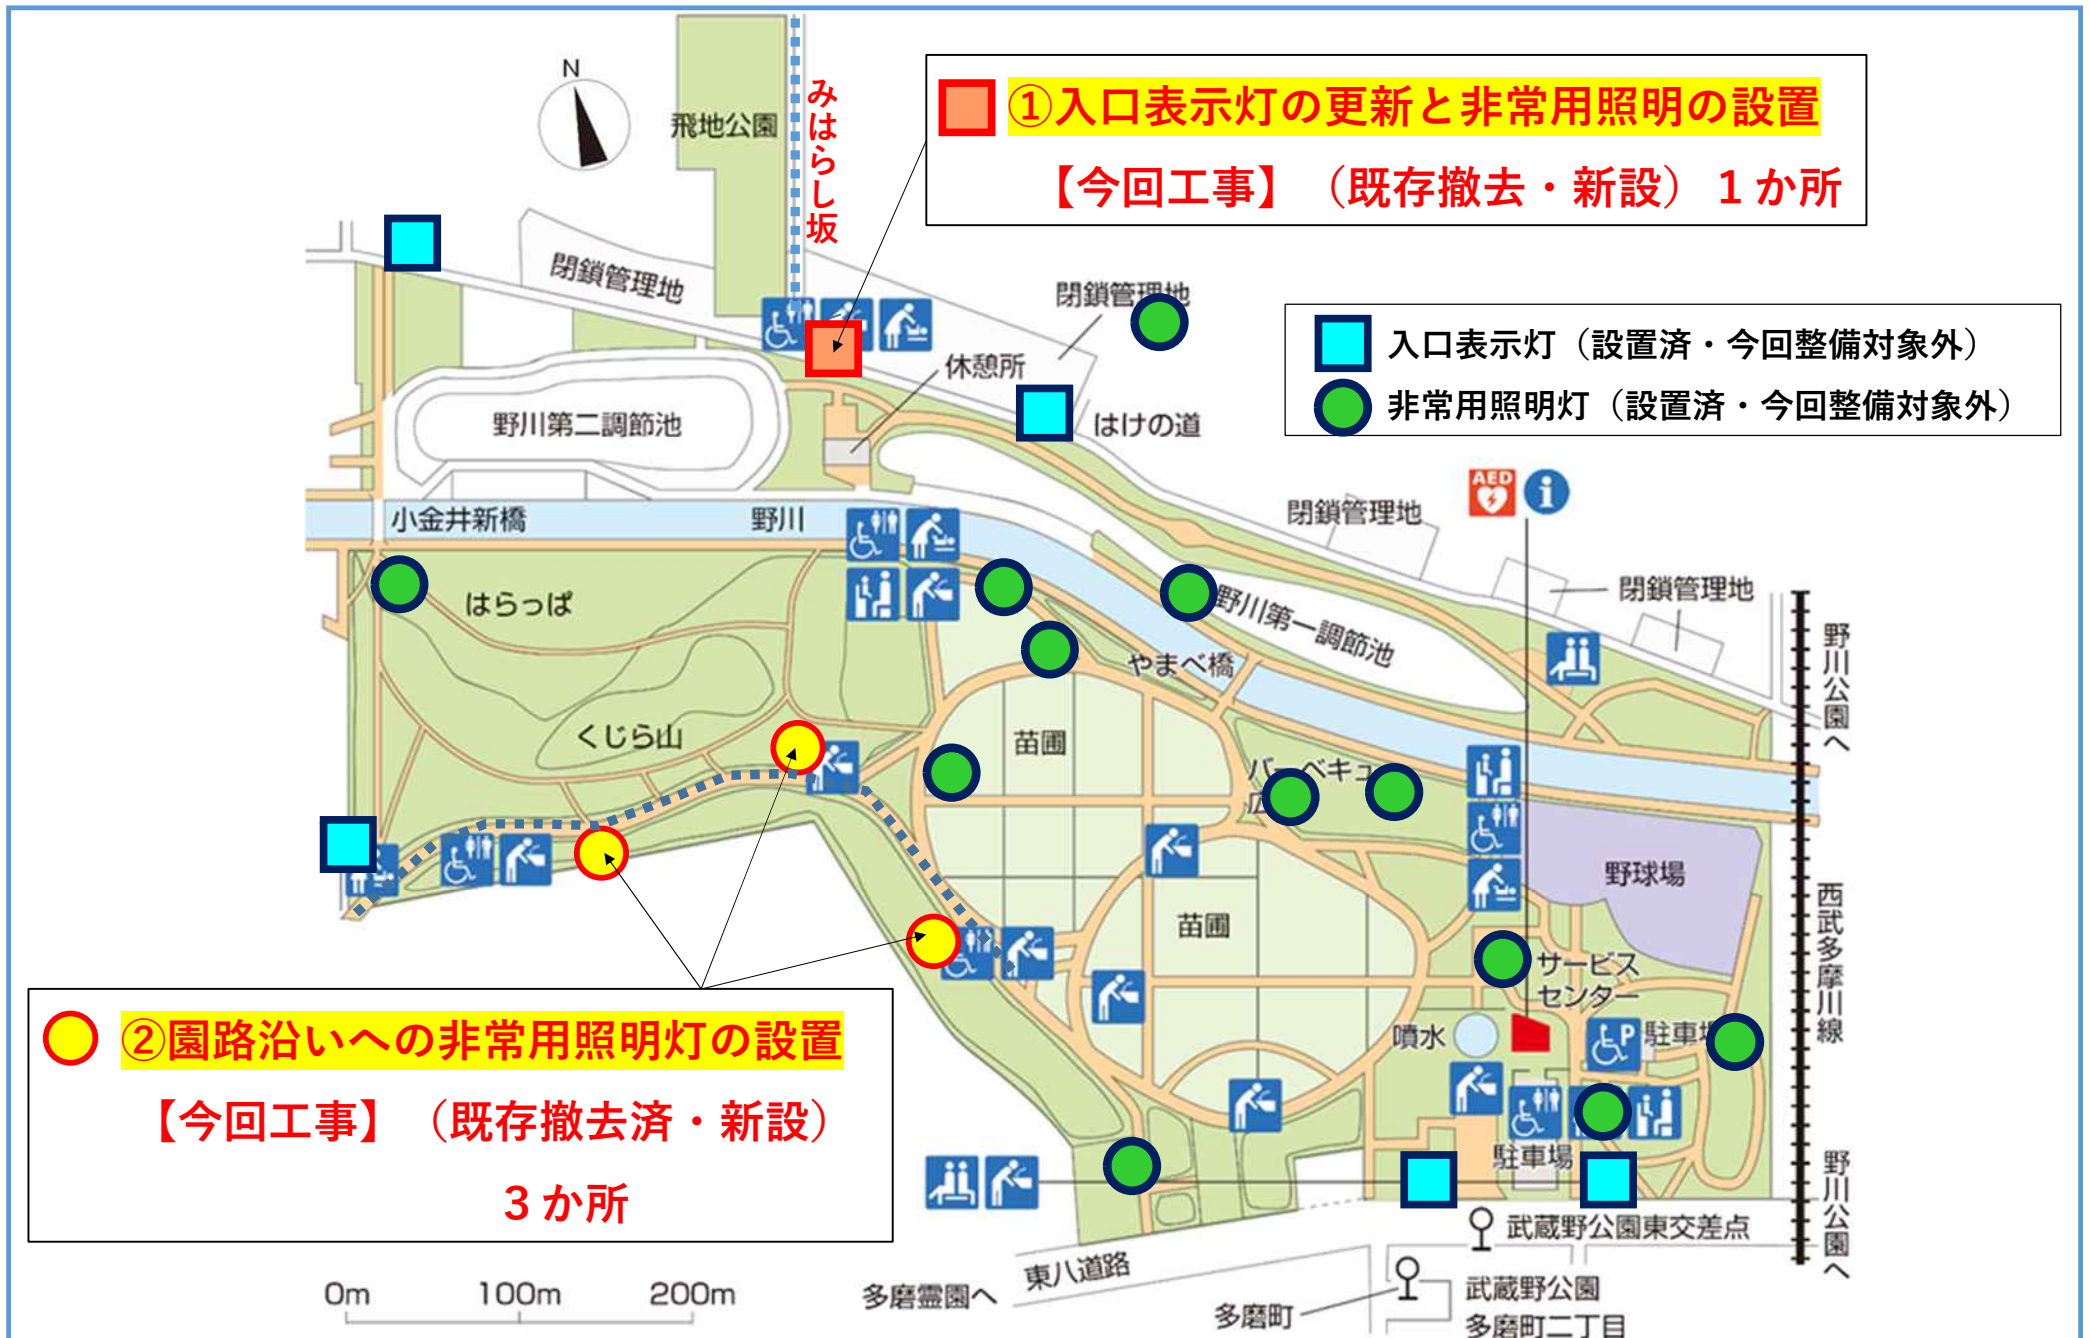 N
飛地公園
みはらし坂
①入口表示灯の更新と非常用照明の設置
【今回工事】（既存撤去・新設）１か所
閉鎖管理地
閉鎖管理地
入口表示灯（設置済・今回整備対象外）
非常用照明灯（設置済・今回整備対象外）
休憩所
はけの道
野川第二調節池
AED
i
閉鎖管理地
小金井新橋
野川
閉鎖管理地
はらっぱ
野川第一調節池
やまべ橋
野川公園へ
くじら山
苗圃
バーベキュー
広
野球場
苗圃
西武多摩川線
サービス
センター
②園路沿いへの非常用照明灯の設置
【今回工事】（既存撤去済・新設）
３か所
噴水
P
駐車場
駐車場
野川公園へ
武蔵野公園東交差点
東八道路
多磨霊園へ
0m
100m
200m
多磨町
武蔵野公園
多磨町二丁目